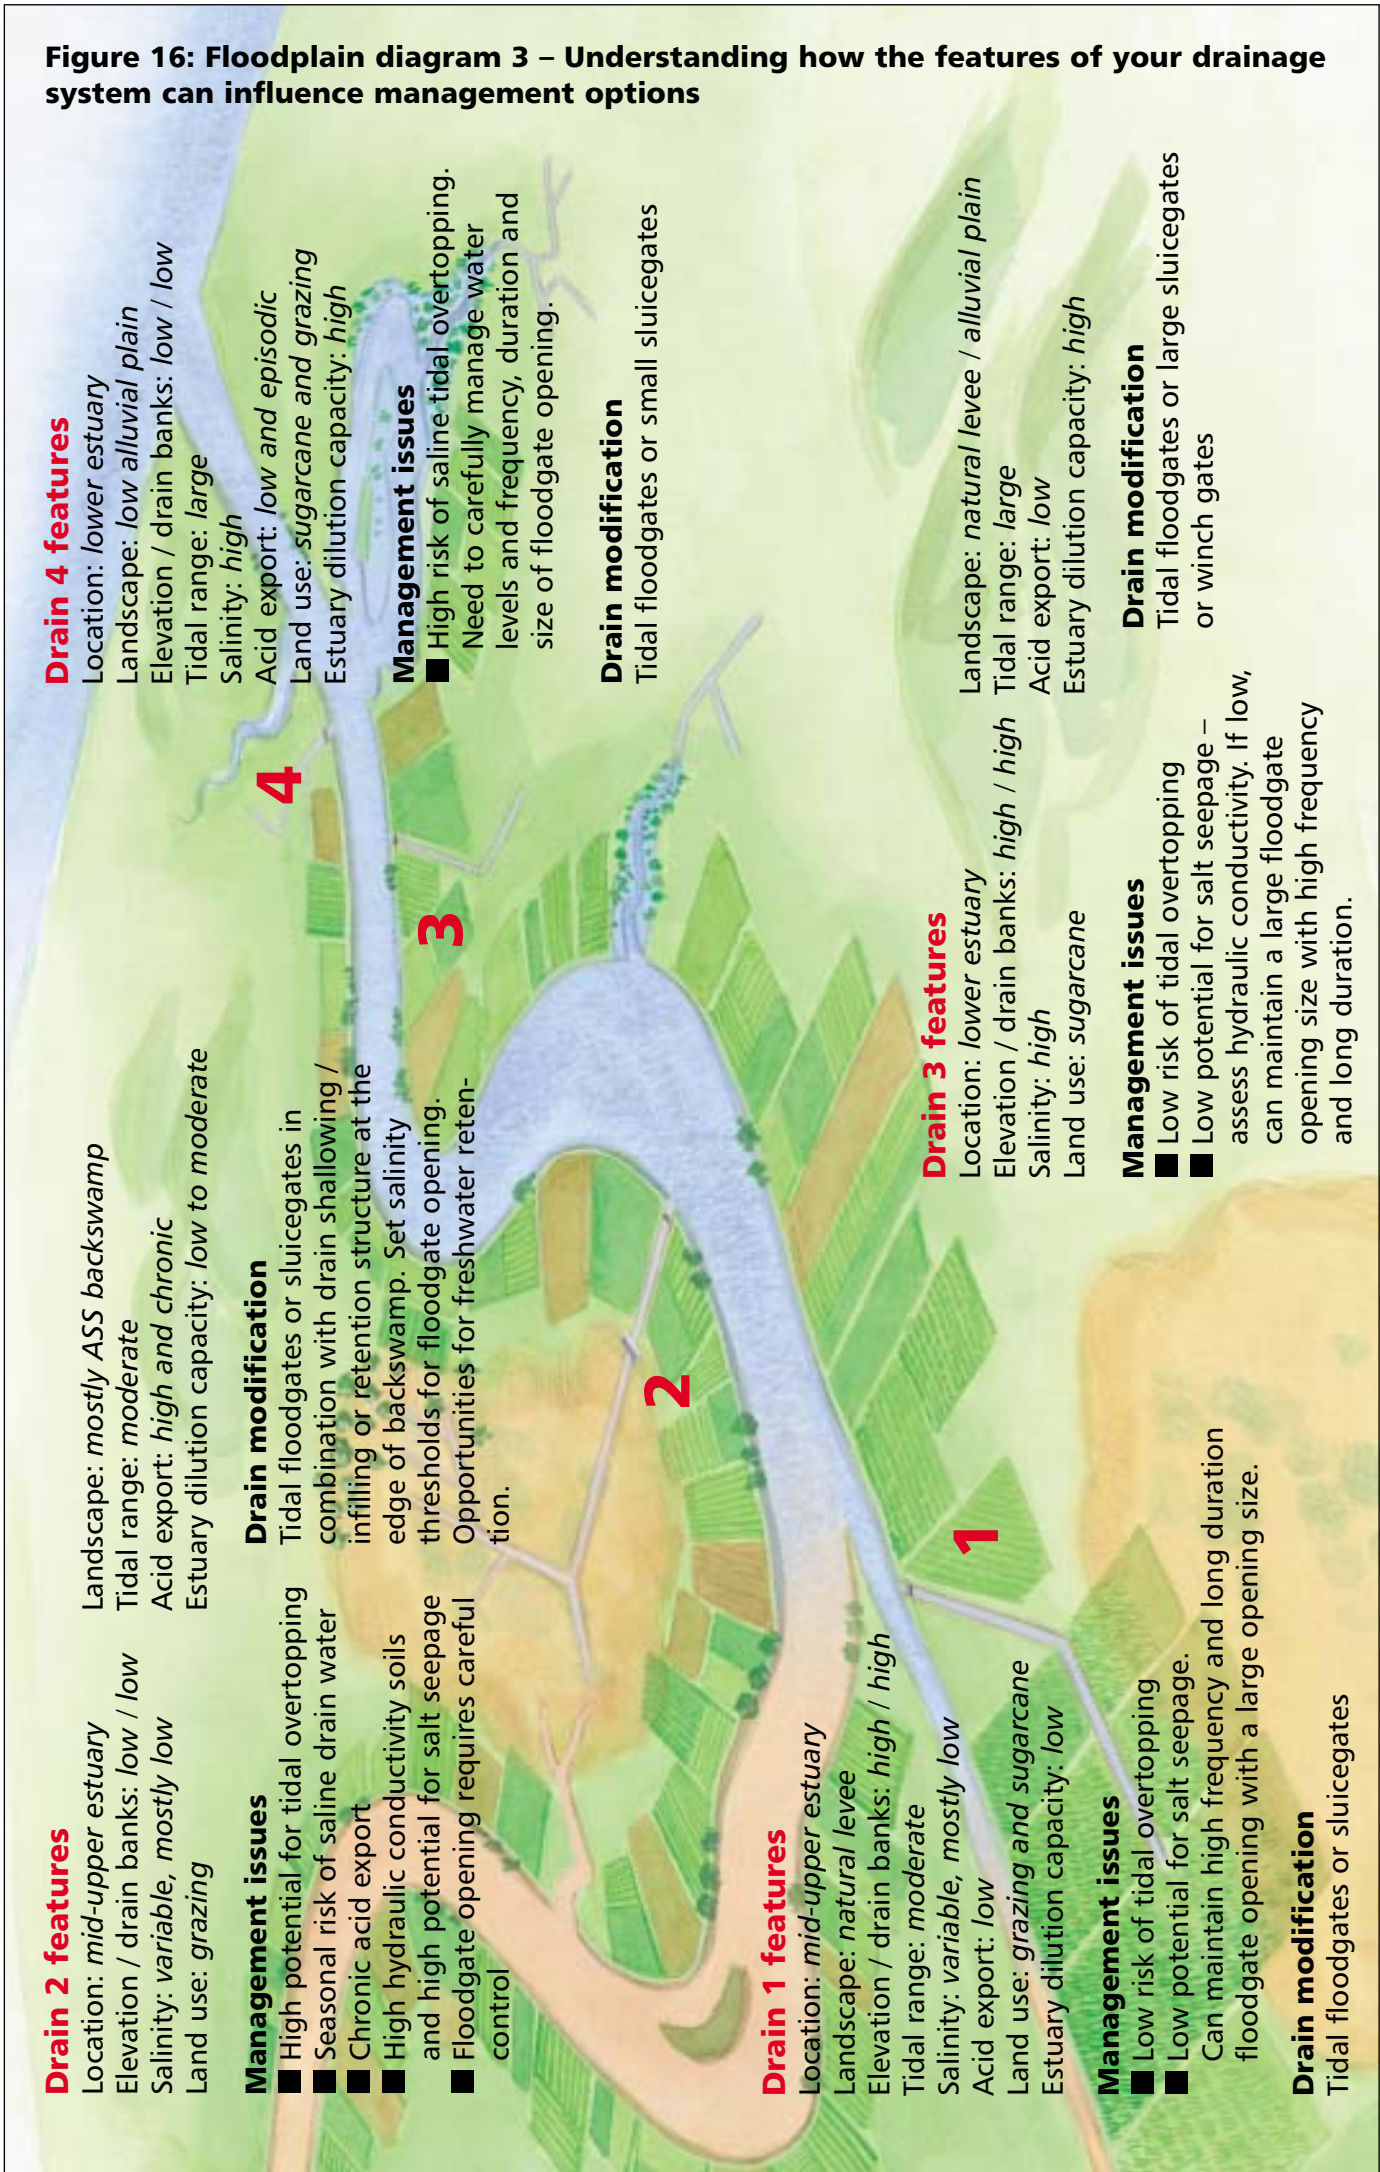 Figure 16: Floodplain diagram 3 – Understanding how the features of your drainage
system can influence management options
Drain 2 features
Location: mid-upper estuary
Elevation / drain banks: low / low
Salinity: variable, mostly low
Land use: grazing
Landscape: mostly ASS backswamp
Tidal range: moderate
Acid export: high and chronic
Estuary dilution capacity: low to moderate
Management issues
■ High potential for tidal overtopping
■ Seasonal risk of saline drain water
■ Chronic acid export
■ High hydraulic conductivity soils
and high potential for salt seepage
■ Floodgate opening requires careful
control
Drain modification
Tidal floodgates or sluicegates in
combination with drain shallowing /
infilling or retention structure at the
edge of backswamp. Set salinity
thresholds for floodgate opening.
Opportunities for freshwater reten-
tion.
Drain 4 features
Location: lower estuary
Landscape: low alluvial plain
Elevation / drain banks: low / low
Tidal range: large
Salinity: high
Acid export: low and episodic
Land use: sugarcane and grazing
Estuary dilution capacity: high
Management issues
■ High risk of saline tidal overtopping.
Need to carefully manage water
levels and frequency, duration and
size of floodgate opening.
Drain modification
Tidal floodgates or small sluicegates
4
3
2
1
Drain 1 features
Location: mid-upper estuary
Landscape: natural levee
Elevation / drain banks: high / high
Tidal range: moderate
Salinity: variable, mostly low
Acid export: low
Land use: grazing and sugarcane
Estuary dilution capacity: low
Management issues
■ Low risk of tidal overtopping
■ Low potential for salt seepage.
Can maintain high frequency and long duration
floodgate opening with a large opening size.
Drain modification
Tidal floodgates or sluicegates
Drain 3 features
Location: lower estuary
Elevation / drain banks: high / high
Salinity: high
Land use: sugarcane
Landscape: natural levee / alluvial plain
Tidal range: large
Acid export: low
Estuary dilution capacity: high
Management issues
■ Low risk of tidal overtopping
■ Low potential for salt seepage –
assess hydraulic conductivity. If low,
can maintain a large floodgate
opening size with high frequency
and long duration.
Drain modification
Tidal floodgates or large sluicegates
or winch gates